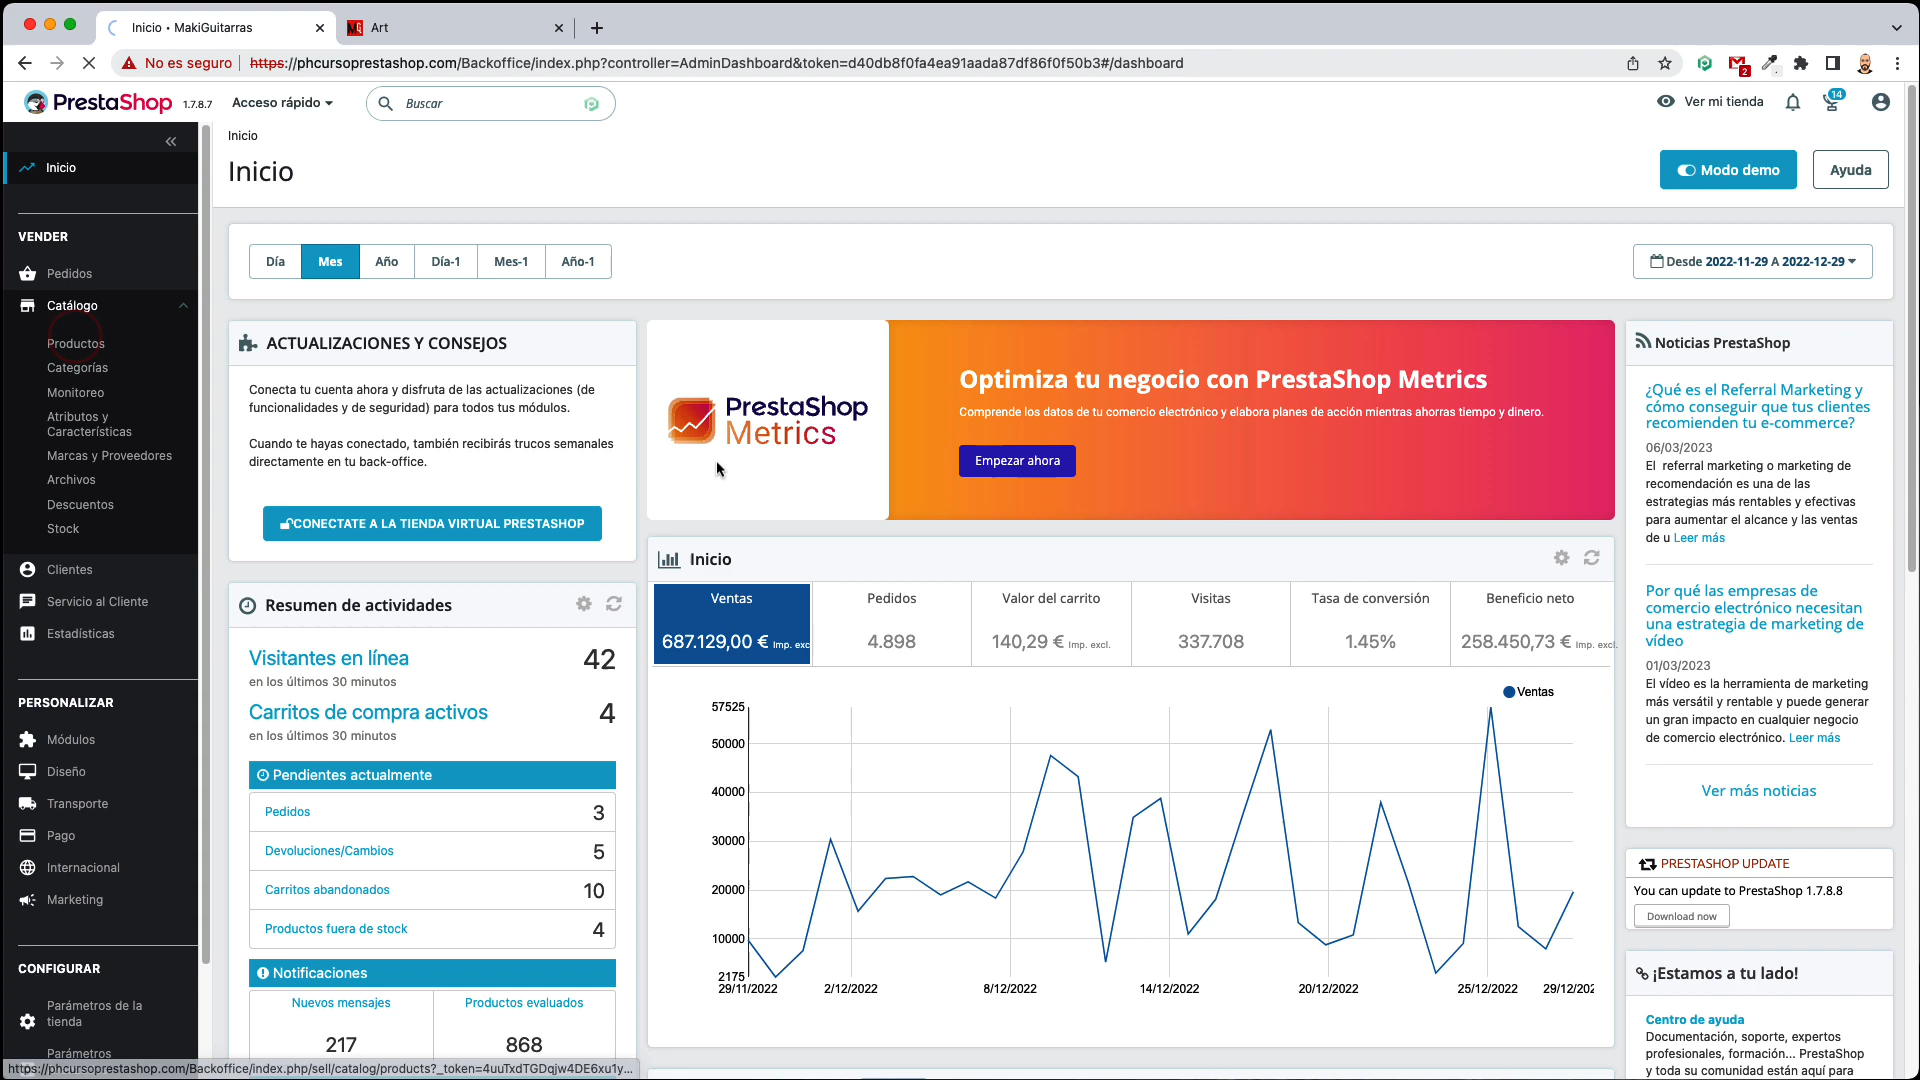 Inicio • MakiGuitarras
Art
No es seguro
https://phcursoprestashop.com/Backoffice/index.php?controller=AdminDashboard&token=d40db8f0fa4ea91aada87df86f0f50b3#/dashboard
2
PrestaShop
1.7.8.7
Acceso rápido
Buscar
Ver mi tienda
14
Inicio
Inicio
Modo demo
Ayuda
Inicio
VENDER
Pedidos
Catálogo
Productos
Categorías
Monitoreo
Atributos y
Características
Marcas y Proveedores
Archivos
Descuentos
Stock
Clientes
Servicio al Cliente
Estadísticas
PERSONALIZAR
Módulos
Diseño
Transporte
Pago
Internacional
Marketing
CONFIGURAR
Parámetros de la
tienda
Parámetros
Día
Mes
Año
Día-1
Mes-1
Año-1
Desde 2022-11-29 A 2022-12-29
ACTUALIZACIONES Y CONSEJOS
Conecta tu cuenta ahora y disfruta de las actualizaciones (de
funcionalidades y de seguridad) para todos tus módulos.
Cuando te hayas conectado, también recibirás trucos semanales
directamente en tu back-office.
CONECTATE A LA TIENDA VIRTUAL PRESTASHOP
Resumen de actividades
Visitantes en línea
42
en los últimos 30 minutos
Carritos de compra activos
4
en los últimos 30 minutos
Pendientes actualmente
Pedidos
3
Devoluciones/Cambios
5
Carritos abandonados
10
Productos fuera de stock
4
Notificaciones
Nuevos mensajes
Productos evaluados
217
868
PrestaShop
Metrics
Optimiza tu negocio con PrestaShop Metrics
Comprende los datos de tu comercio electrónico y elabora planes de acción mientras ahorras tiempo y dinero.
Empezar ahora
Inicio
Ventas
687.129,00 € Imp. exc
Pedidos
4.898
Valor del carrito
140,29 € Imp. excl.
Visitas
337.708
Tasa de conversión
1.45%
Beneficio neto
258.450,73 € Imp. excl.
Ventas
57525
50000
40000
30000
20000
10000
2175
29/11/2022
2/12/2022
8/12/2022
14/12/2022
20/12/2022
25/12/2022
29/12/202
Noticias PrestaShop
¿Qué es el Referral Marketing y
cómo conseguir que tus clientes
recomienden tu e-commerce?
06/03/2023
El referral marketing o marketing de
recomendación es una de las
estrategias más rentables y efectivas
para aumentar el alcance y las ventas
de u Leer más
Por qué las empresas de
comercio electrónico necesitan
una estrategia de marketing de
vídeo
01/03/2023
El vídeo es la herramienta de marketing
más versátil y rentable y puede generar
un gran impacto en cualquier negocio
de comercio electrónico. Leer más
Ver más noticias
PRESTASHOP UPDATE
You can update to PrestaShop 1.7.8.8
Download now
¡Estamos a tu lado!
Centro de ayuda
Documentación, soporte, expertos
profesionales, formación... PrestaShop
y toda su comunidad están aquí para
https://phcursoprestashop.com/Backoffice/index.php/sell/catalog/products?_token=4uuTxdTGDqjw4DE6xu1y...